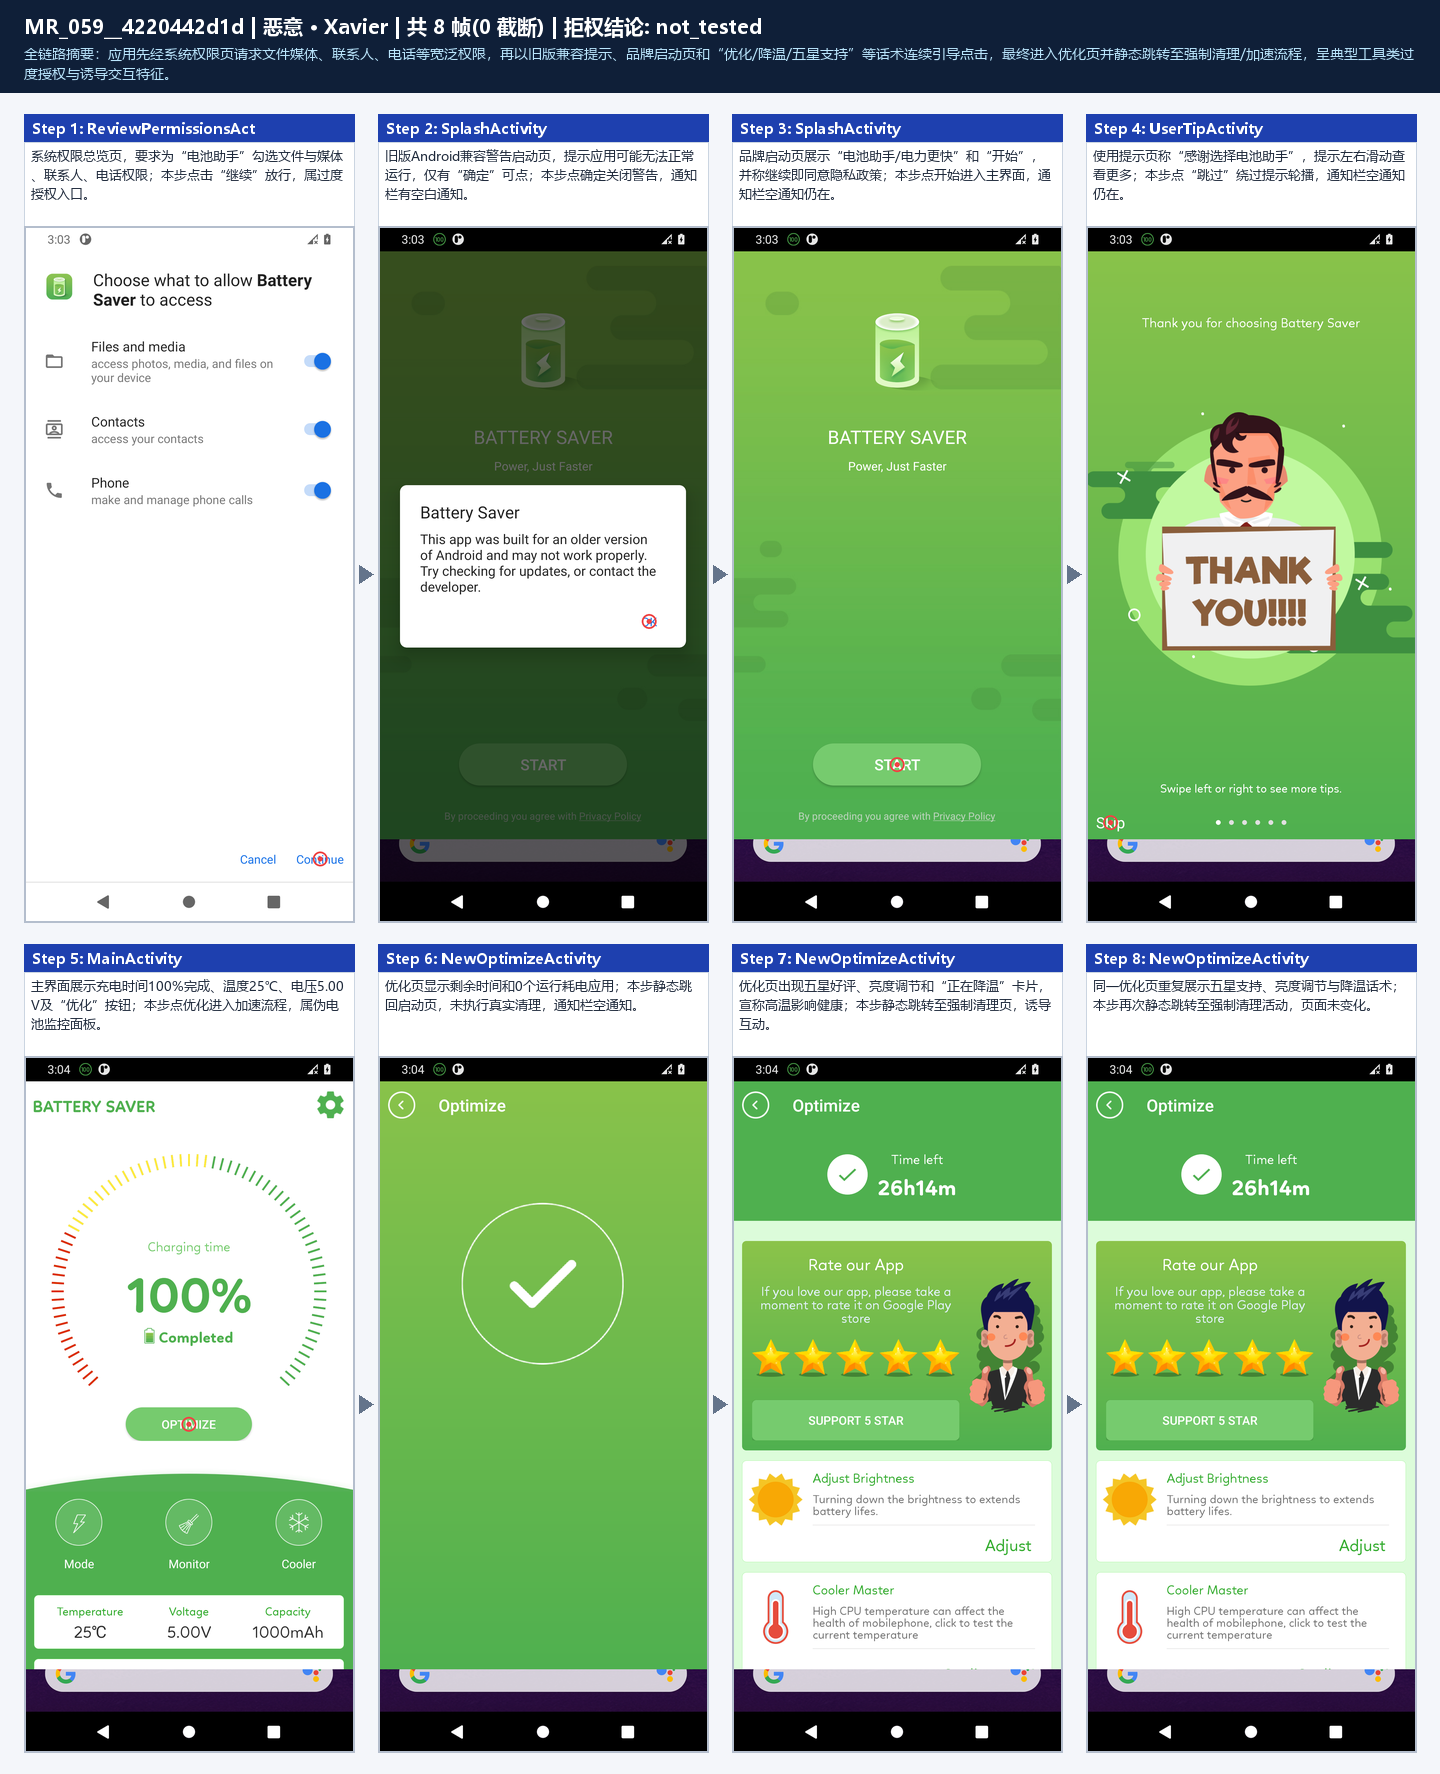 MR_059__4220442d1d | 恶意 • Xavier | 共 8 帧(0 截断) | 拒权结论: not_tested
全链路摘要：应用先经系统权限页请求文件媒体、联系人、电话等宽泛权限，再以旧版兼容提示、品牌启动页和“优化/降温/五星支持”等话术连续引导点击，最终进入优化页并静态跳转至强制清理/加速流程，呈典型工具类过
度授权与诱导交互特征。
Step 1: ReviewPermissionsAct
系统权限总览页，要求为“电池助手”勾选文件与媒体
、联系人、电话权限；本步点击“继续”放行，属过度
授权入口。
3:03
Choose what to allow Battery
Saver to access
Files and media
access photos, media, and files on
your device
Contacts
access your contacts
Phone
make and manage phone calls
Cancel
Continue
Step 2: SplashActivity
旧版Android兼容警告启动页，提示应用可能无法正常
运行，仅有“确定”可点；本步点确定关闭警告，通知
栏有空白通知。
3:03
100
BATTERY SAVER
Power, Just Faster
Battery Saver
This app was built for an older version
of Android and may not work properly.
Try checking for updates, or contact the
developer.
START
By proceeding you agree with Privacy Policy
Step 3: SplashActivity
品牌启动页展示“电池助手/电力更快”和“开始”，
并称继续即同意隐私政策；本步点开始进入主界面，通
知栏空通知仍在。
3:03
100
BATTERY SAVER
Power, Just Faster
START
By proceeding you agree with Privacy Policy
Step 4: UserTipActivity
使用提示页称“感谢选择电池助手”，提示左右滑动查
看更多；本步点“跳过”绕过提示轮播，通知栏空通知
仍在。
3:03
100
Thank you for choosing Battery Saver
THANK
YOU!!!!
Swipe left or right to see more tips.
Skip
Step 5: MainActivity
主界面展示充电时间100%完成、温度25℃、电压5.00
V及“优化”按钮；本步点优化进入加速流程，属伪电
池监控面板。
3:04
100
BATTERY SAVER
Charging time
100%
Completed
OPTIMIZE
Mode
Monitor
Cooler
Temperature
Voltage
Capacity
25℃
5.00V
1000mAh
Step 6: NewOptimizeActivity
优化页显示剩余时间和0个运行耗电应用；本步静态跳
回启动页，未执行真实清理，通知栏空通知。
3:04
100
Optimize
Step 7: NewOptimizeActivity
优化页出现五星好评、亮度调节和“正在降温”卡片，
宣称高温影响健康；本步静态跳转至强制清理页，诱导
互动。
3:04
100
Optimize
Time left
26h14m
Rate our App
If you love our app, please take a
moment to rate it on Google Play
store
SUPPORT 5 STAR
Adjust Brightness
Turning down the brightness to extends
battery lifes.
Adjust
Cooler Master
High CPU temperature can affect the
health of mobilephone, click to test the
current temperature
Step 8: NewOptimizeActivity
同一优化页重复展示五星支持、亮度调节与降温话术；
本步再次静态跳转至强制清理活动，页面未变化。
3:04
100
Optimize
Time left
26h14m
Rate our App
If you love our app, please take a
moment to rate it on Google Play
store
SUPPORT 5 STAR
Adjust Brightness
Turning down the brightness to extends
battery lifes.
Adjust
Cooler Master
High CPU temperature can affect the
health of mobilephone, click to test the
current temperature